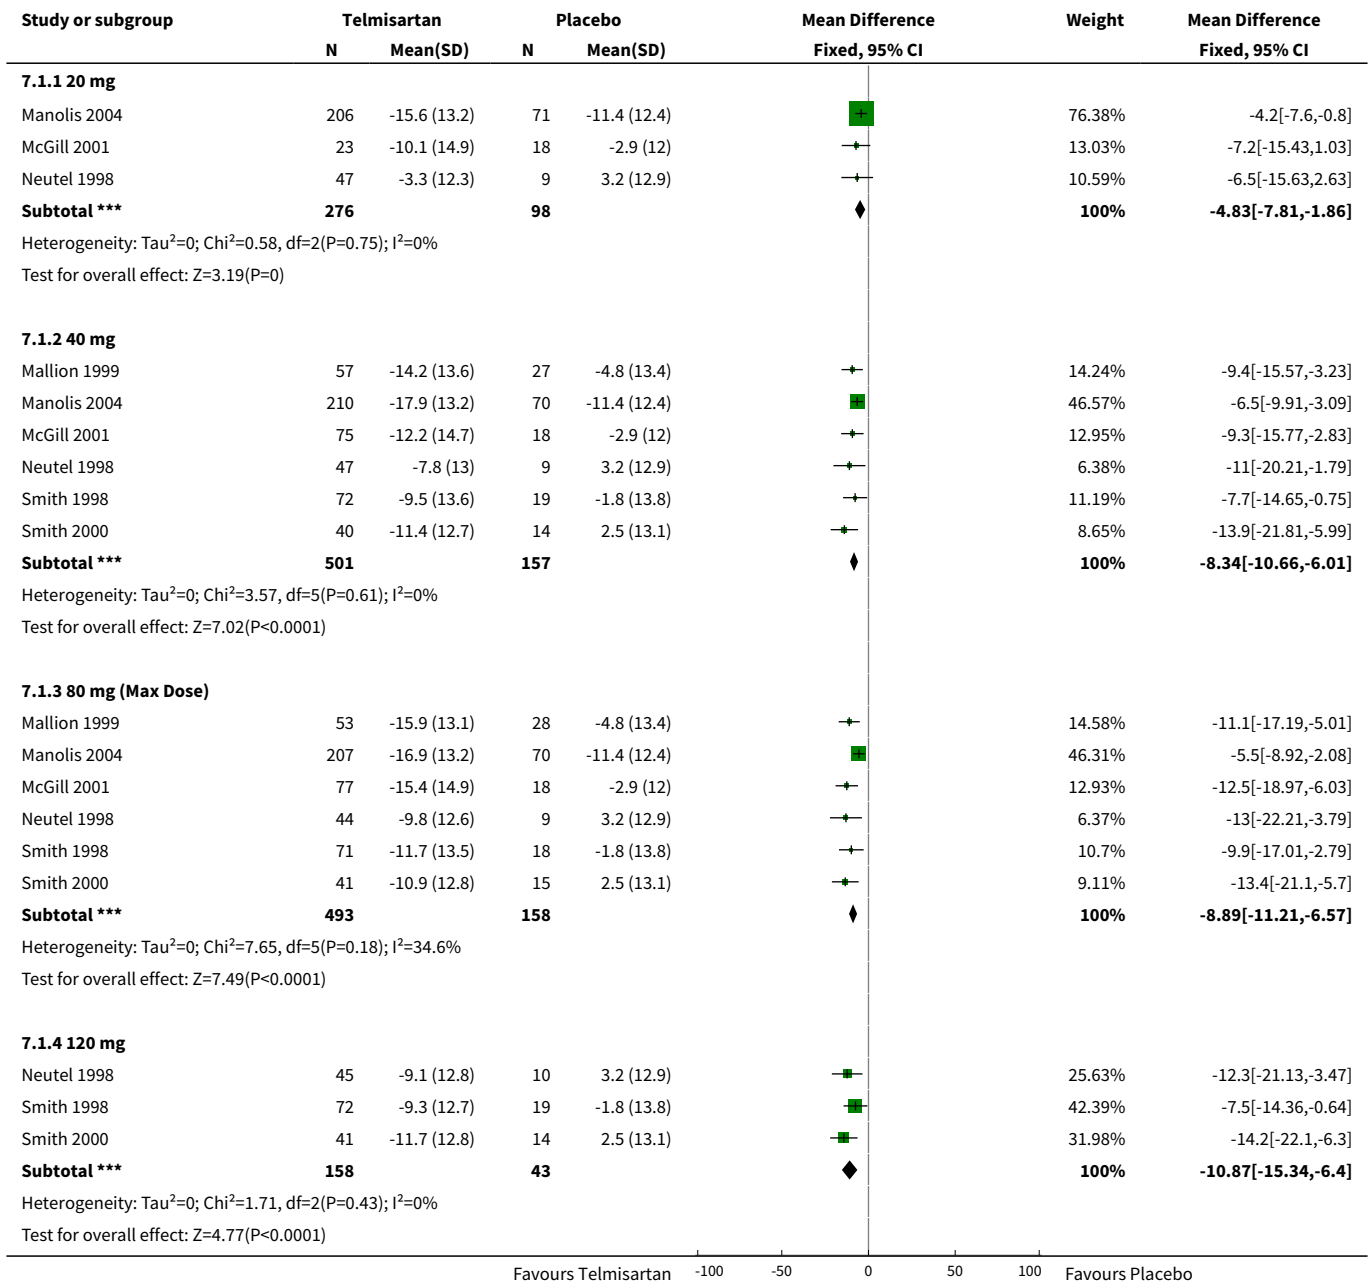 Study or subgroup Telmisartan Placebo Mean Difference Weight Mean Difference
N Mean(SD) N Mean(SD) Fixed, 95% CI Fixed, 95% CI
7.1.1 20 mg
Manolis 2004 206 -15.6 (13.2) 71 -11.4 (12.4) 76.38% -4.2[-7.6,-0.8]
McGill 2001 23 -10.1 (14.9) 18 -2.9 (12) 13.03% -7.2[-15.43,1.03]
Neutel 1998 47 -3.3 (12.3) 9 3.2 (12.9) 10.59% -6.5[-15.63,2.63]
Subtotal *** 276 98 100% -4.83[-7.81,-1.86]
Heterogeneity: Tau²=0; Chi²=0.58, df=2(P=0.75); I²=0%
Test for overall effect: Z=3.19(P=0)
7.1.2 40 mg
Mallion 1999 57 -14.2 (13.6) 27 -4.8 (13.4) 14.24% -9.4[-15.57,-3.23]
Manolis 2004 210 -17.9 (13.2) 70 -11.4 (12.4) 46.57% -6.5[-9.91,-3.09]
McGill 2001 75 -12.2 (14.7) 18 -2.9 (12) 12.95% -9.3[-15.77,-2.83]
Neutel 1998 47 -7.8 (13) 9 3.2 (12.9) 6.38% -11[-20.21,-1.79]
Smith 1998 72 -9.5 (13.6) 19 -1.8 (13.8) 11.19% -7.7[-14.65,-0.75]
Smith 2000 40 -11.4 (12.7) 14 2.5 (13.1) 8.65% -13.9[-21.81,-5.99]
Subtotal *** 501 157 100% -8.34[-10.66,-6.01]
Heterogeneity: Tau²=0; Chi²=3.57, df=5(P=0.61); I²=0%
Test for overall effect: Z=7.02(P<0.0001)
7.1.3 80 mg (Max Dose)
Mallion 1999 53 -15.9 (13.1) 28 -4.8 (13.4) 14.58% -11.1[-17.19,-5.01]
Manolis 2004 207 -16.9 (13.2) 70 -11.4 (12.4) 46.31% -5.5[-8.92,-2.08]
McGill 2001 77 -15.4 (14.9) 18 -2.9 (12) 12.93% -12.5[-18.97,-6.03]
Neutel 1998 44 -9.8 (12.6) 9 3.2 (12.9) 6.37% -13[-22.21,-3.79]
Smith 1998 71 -11.7 (13.5) 18 -1.8 (13.8) 10.7% -9.9[-17.01,-2.79]
Smith 2000 41 -10.9 (12.8) 15 2.5 (13.1) 9.11% -13.4[-21.1,-5.7]
Subtotal *** 493 158 100% -8.89[-11.21,-6.57]
Heterogeneity: Tau²=0; Chi²=7.65, df=5(P=0.18); I²=34.6%
Test for overall effect: Z=7.49(P<0.0001)
7.1.4 120 mg
Neutel 1998 45 -9.1 (12.8) 10 3.2 (12.9) 25.63% -12.3[-21.13,-3.47]
Smith 1998 72 -9.3 (12.7) 19 -1.8 (13.8) 42.39% -7.5[-14.36,-0.64]
Smith 2000 41 -11.7 (12.8) 14 2.5 (13.1) 31.98% -14.2[-22.1,-6.3]
Subtotal *** 158 43 100% -10.87[-15.34,-6.4]
Heterogeneity: Tau²=0; Chi²=1.71, df=2(P=0.43); I²=0%
Test for overall effect: Z=4.77(P<0.0001)
Favours Telmisartan -100 -50 0 50 100 Favours Placebo